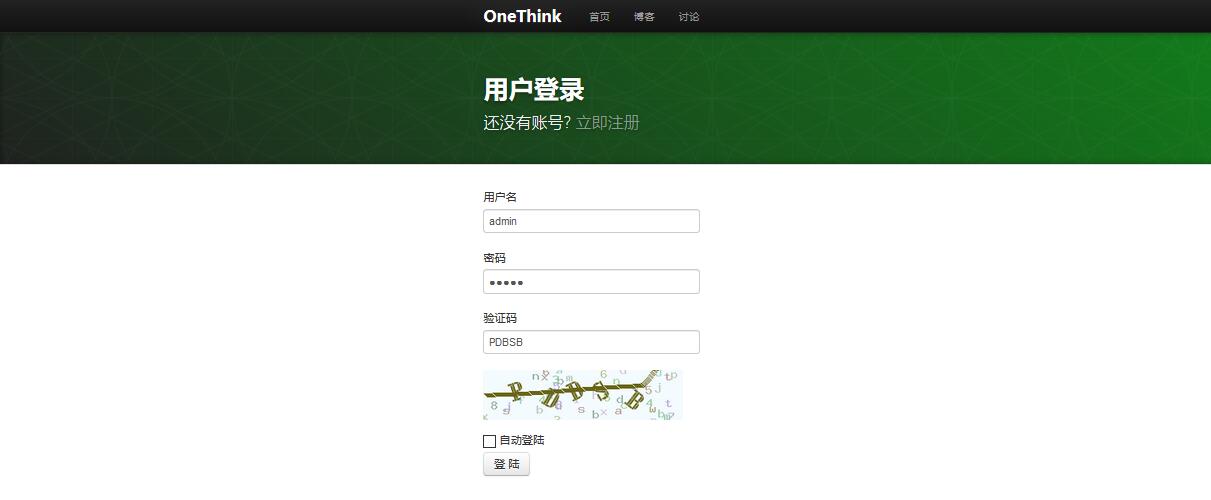 OneThink 首页 博客 讨论
用户登录
还没有账号? 立即注册
用户名
admin
密码
•••••
验证码
PDBSB
自动登陆
登 陆